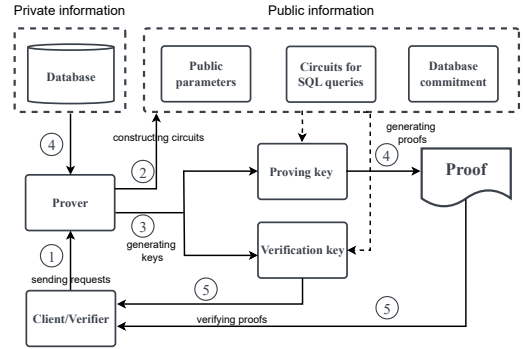 Private information
Public information
Database
Public
parameters
Circuits for
SQL queries
Database
commitment
constructing circuits
generating
proofs
4
2
4
Proving key
Proof
Prover
3
generating
keys
1
Verification key
sending requests
5
5
Client/Verifier
verifying proofs